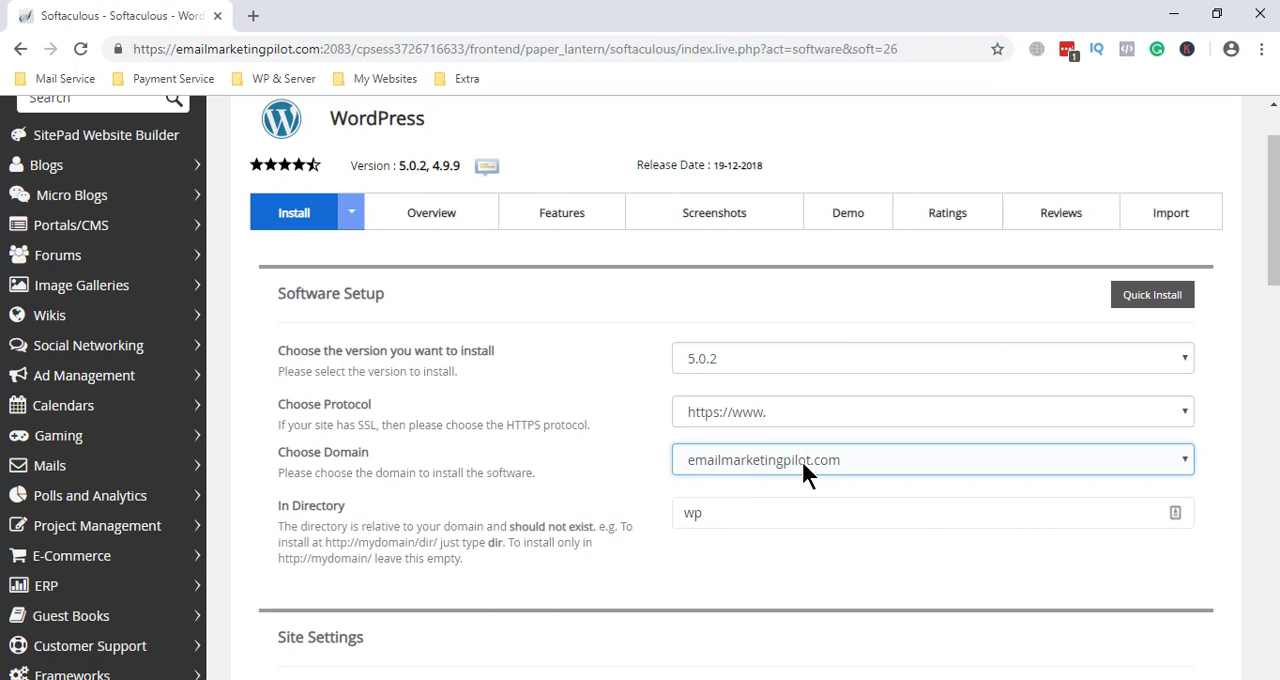 Softaculous - Softaculous - Wor
https://emailmarketingpilot.com:2083/cpsess3726716633/frontend/paper_lantern/softaculous/index.live.php?act=software&soft=26
1
IQ
K
Mail Service
Payment Service
WP & Server
My Websites
Extra
Search
SitePad Website Builder
Blogs
Micro Blogs
Portals/CMS
Forums
Image Galleries
Wikis
Social Networking
Ad Management
Calendars
Gaming
Mails
Polls and Analytics
Project Management
E-Commerce
ERP
Guest Books
Customer Support
Frameworks
WordPress
Version : 5.0.2, 4.9.9
Release Date : 19-12-2018
Install
Overview
Features
Screenshots
Demo
Ratings
Reviews
Import
Software Setup
Quick Install
Choose the version you want to install
Please select the version to install.
5.0.2
Choose Protocol
If your site has SSL, then please choose the HTTPS protocol.
https://www.
Choose Domain
Please choose the domain to install the software.
emailmarketingpilot.com
In Directory
The directory is relative to your domain and should not exist. e.g. To
install at http://mydomain/dir/ just type dir. To install only in
http://mydomain/ leave this empty.
wp
Site Settings